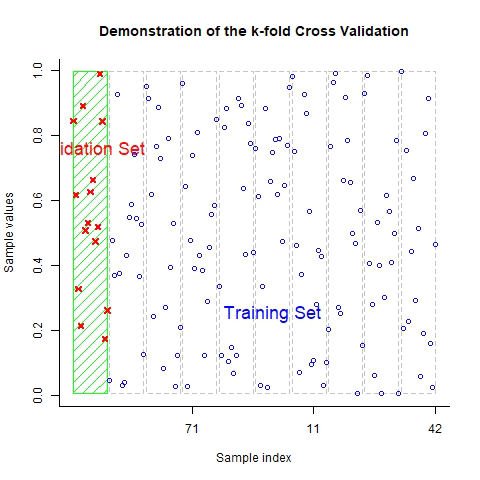 Demonstration of the k-fold Cross Validation
1.0
0.8
idation Set
0.6
Sample values
0.4
Training Set
0.2
0.0
71
11
42
Sample index